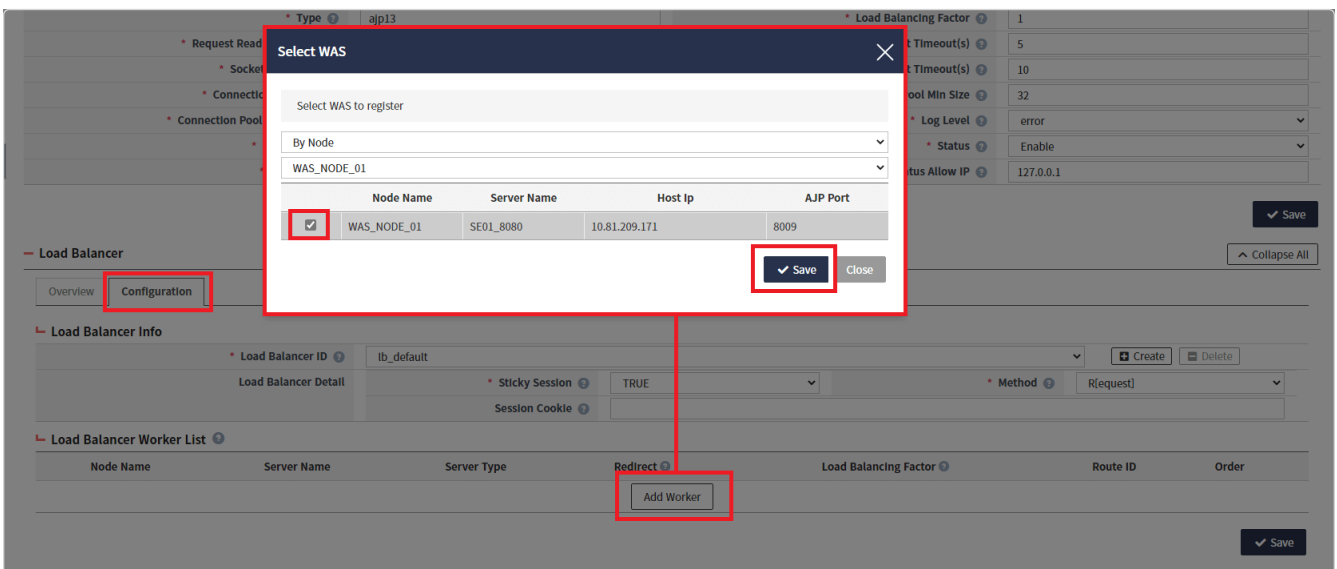 * Type ajp13 * Load Balancing Factor 1
* Request Read t Timeout(s) 5
* Socket t Timeout(s) 10
* Connectio ool Min Size 32
* Connection Pool * Log Level error
* * Status Enable
tus Allow IP 127.0.0.1
Save
Select WAS
Select WAS to register
By Node
WAS_NODE_01
Node Name Server Name Host Ip AJP Port
WAS_NODE_01 SE01_8080 10.81.209.171 8009
Save Close
Load Balancer Collapse All
Overview Configuration
Load Balancer Info
* Load Balancer ID lb_default Create Delete
Load Balancer Detail * Sticky Session TRUE * Method R[equest]
Session Cookie
Load Balancer Worker List
Node Name Server Name Server Type Redirect Load Balancing Factor Route ID Order
Add Worker
Save